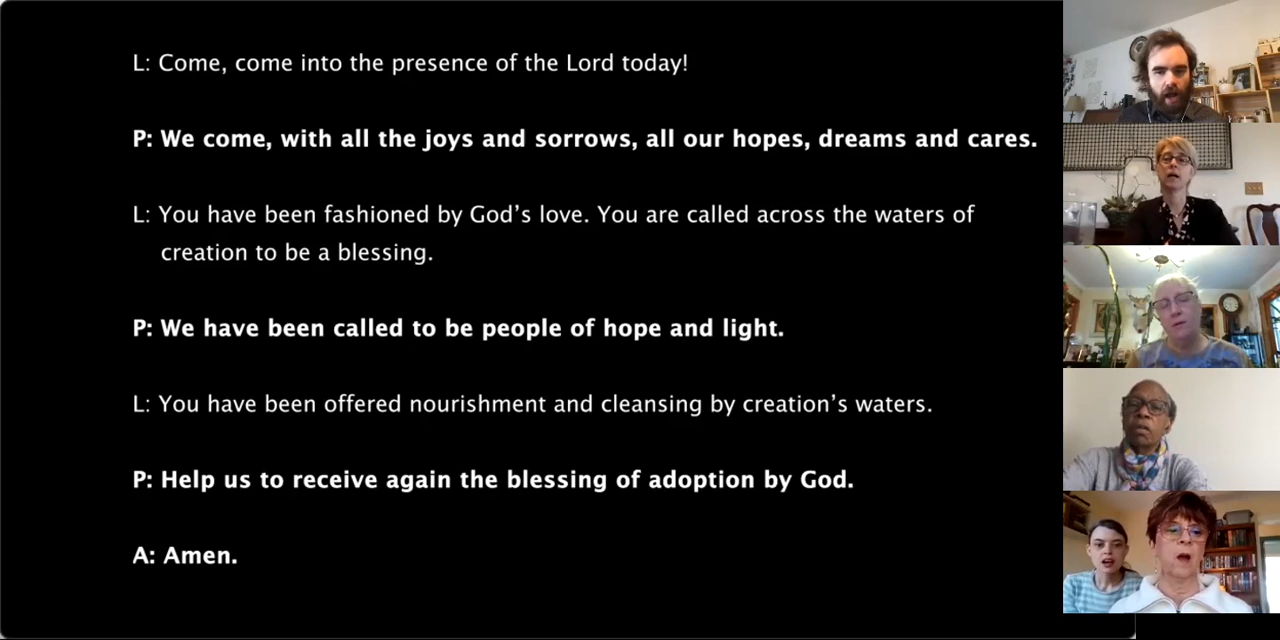 L: Come, come into the presence of the Lord today!
P: We come, with all the joys and sorrows, all our hopes, dreams and cares.
L: You have been fashioned by God’s love. You are called across the waters of
creation to be a blessing.
P: We have been called to be people of hope and light.
L: You have been offered nourishment and cleansing by creation’s waters.
P: Help us to receive again the blessing of adoption by God.
A: Amen.